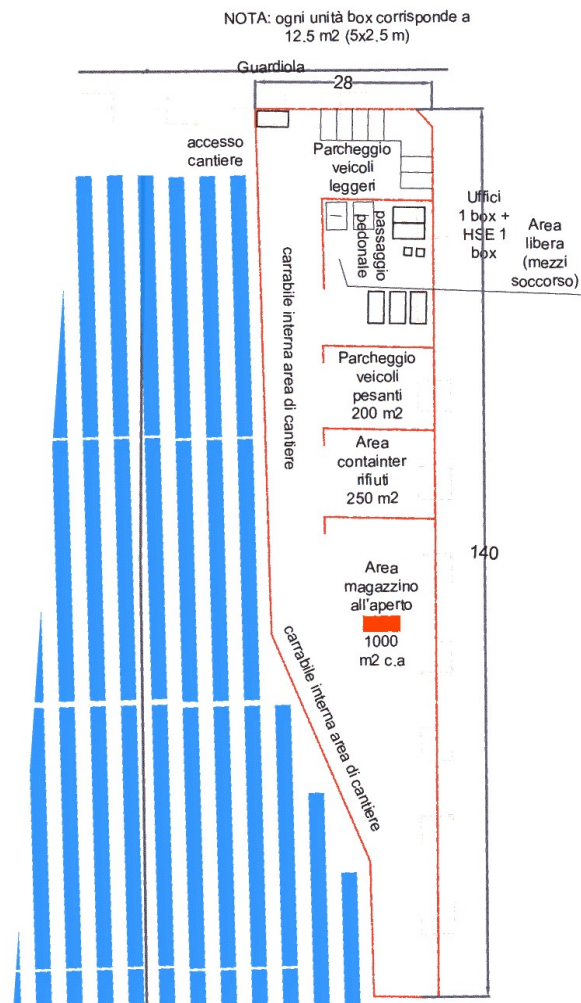 NOTA: ogni unità box corrisponde a
12.5 m2 (5x2.5 m)
Guardiola
28
accesso
cantiere
Parcheggio
veicoli
leggeri
Uffici
1 box +
HSE 1
box
Area
libera
(mezzi
soccorso)
passaggio
pedonale
carrabile interna area di cantiere
Parcheggio
veicoli
pesanti
200 m2
Area
containter
rifiuti
250 m2
140
Area
magazzino
all'aperto
1000
m2 c.a
carrabile interna area di cantiere